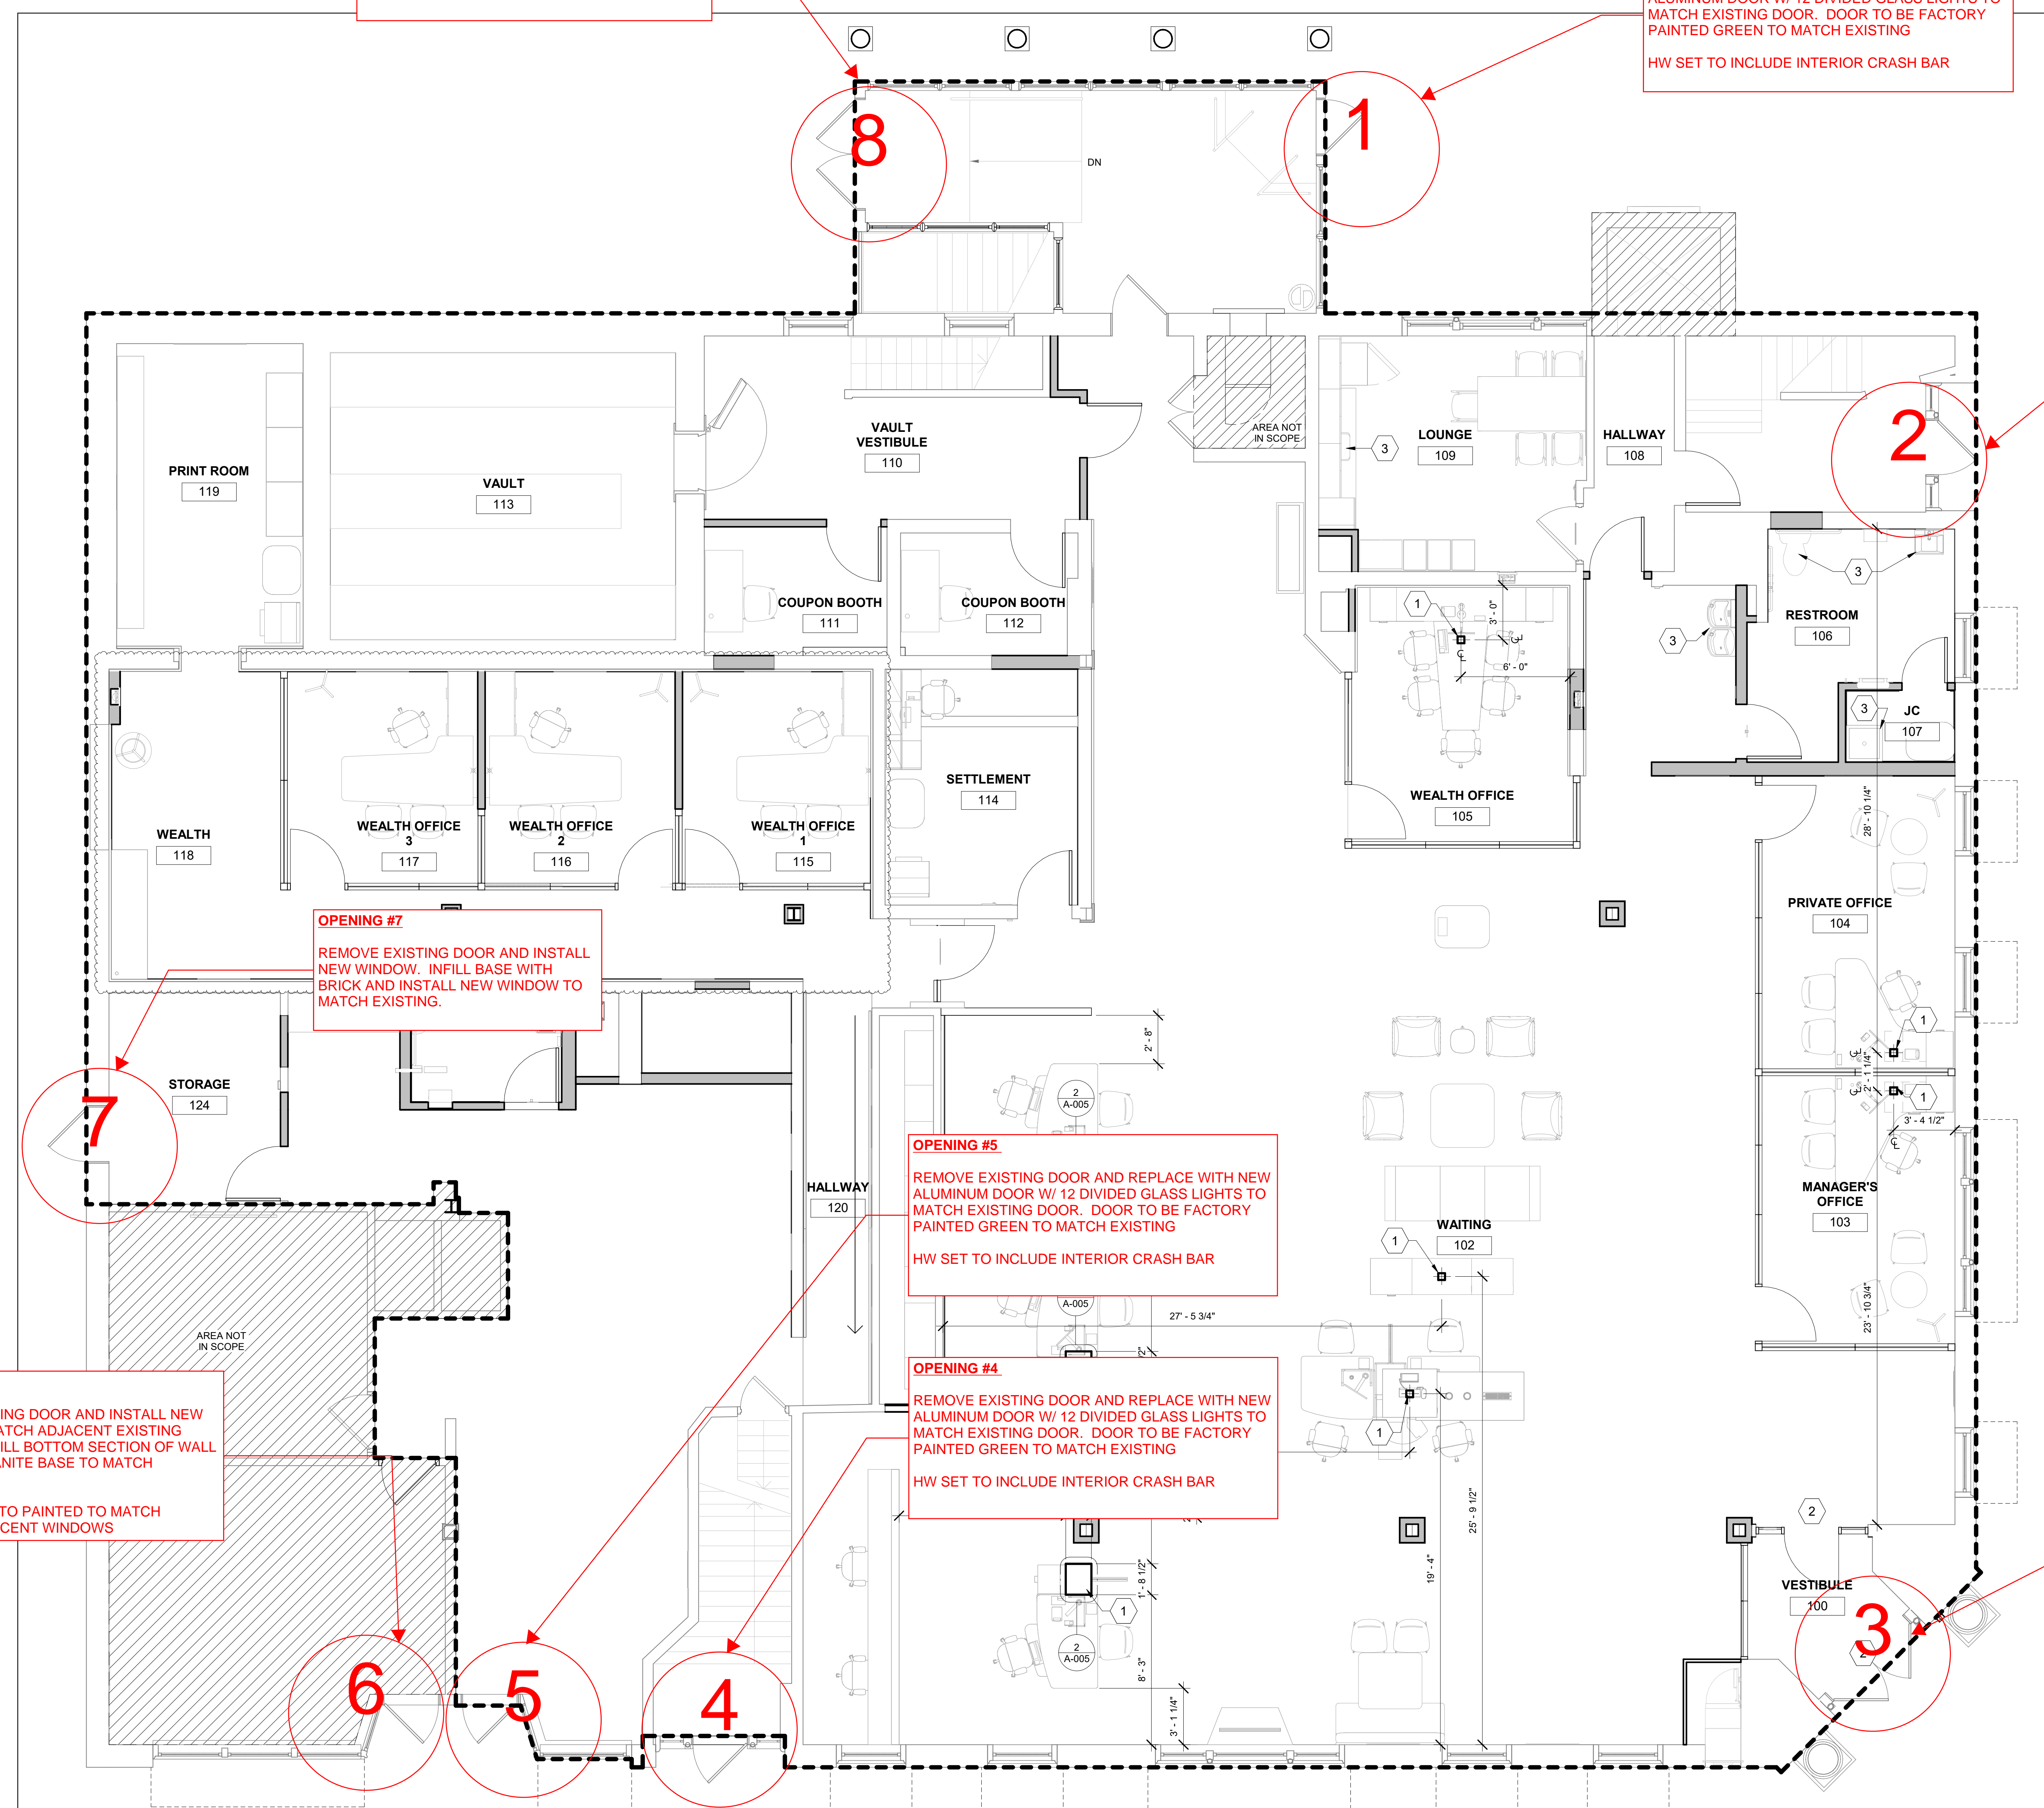 ALUMINUM DOOR W/ 12 DIVIDED GLASS LIGHTS TO
MATCH EXISTING DOOR. DOOR TO BE FACTORY
PAINTED GREEN TO MATCH EXISTING
HW SET TO INCLUDE INTERIOR CRASH BAR
8
1
DN
2
PRINT ROOM
119
VAULT
113
VAULT
VESTIBULE
110
AREA NOT
IN SCOPE
3
LOUNGE
109
HALLWAY
108
COUPON BOOTH
111
COUPON BOOTH
112
1
3' - 0"
6' - 0"
3
3
RESTROOM
106
3
JC
107
WEALTH
118
WEALTH OFFICE
3
117
WEALTH OFFICE
2
116
WEALTH OFFICE
1
115
SETTLEMENT
114
WEALTH OFFICE
105
28' - 10 1/4"
PRIVATE OFFICE
104
OPENING #7
REMOVE EXISTING DOOR AND INSTALL
NEW WINDOW. INFILL BASE WITH
BRICK AND INSTALL NEW WINDOW TO
MATCH EXISTING.
1
2' - 1 1/4"
1
3' - 4 1/2"
2' - 8"
2
A-005
7
STORAGE
124
HALLWAY
120
OPENING #5
REMOVE EXISTING DOOR AND REPLACE WITH NEW
ALUMINUM DOOR W/ 12 DIVIDED GLASS LIGHTS TO
MATCH EXISTING DOOR. DOOR TO BE FACTORY
PAINTED GREEN TO MATCH EXISTING
HW SET TO INCLUDE INTERIOR CRASH BAR
MANAGER'S
OFFICE
103
WAITING
102
1
A-005
27' - 5 3/4"
23' - 10 3/4"
AREA NOT
IN SCOPE
OPENING #4
REMOVE EXISTING DOOR AND REPLACE WITH NEW
ALUMINUM DOOR W/ 12 DIVIDED GLASS LIGHTS TO
MATCH EXISTING DOOR. DOOR TO BE FACTORY
PAINTED GREEN TO MATCH EXISTING
HW SET TO INCLUDE INTERIOR CRASH BAR
ING DOOR AND INSTALL NEW
ATCH ADJACENT EXISTING
ILL BOTTOM SECTION OF WALL
ANITE BASE TO MATCH
TO PAINTED TO MATCH
CENT WINDOWS
1
25' - 9 1/2"
19' - 4"
2
VESTIBULE
100
3
2
1' - 8 1/2"
1
2
A-005
8' - 3"
3' - 1 1/4"
6
5
4